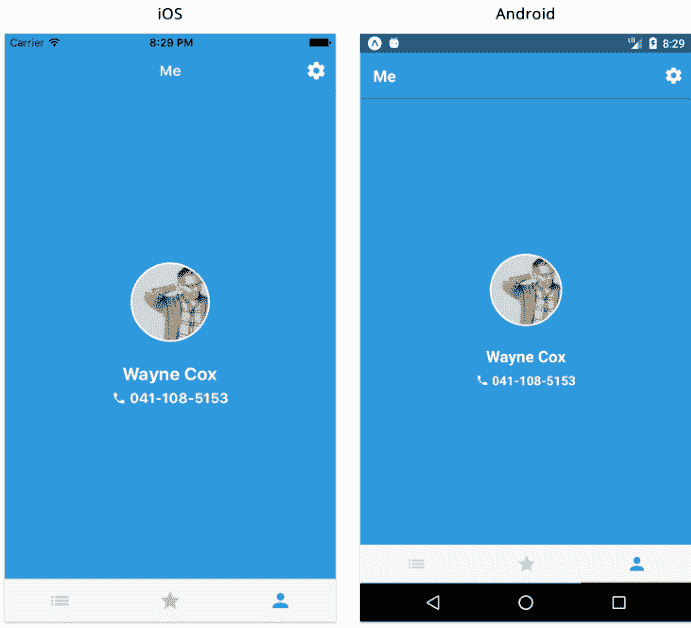 iOS
Android
Carrier 8:29 PM
8:29
Me
Me
Wayne Cox
041-108-5153
Wayne Cox
041-108-5153